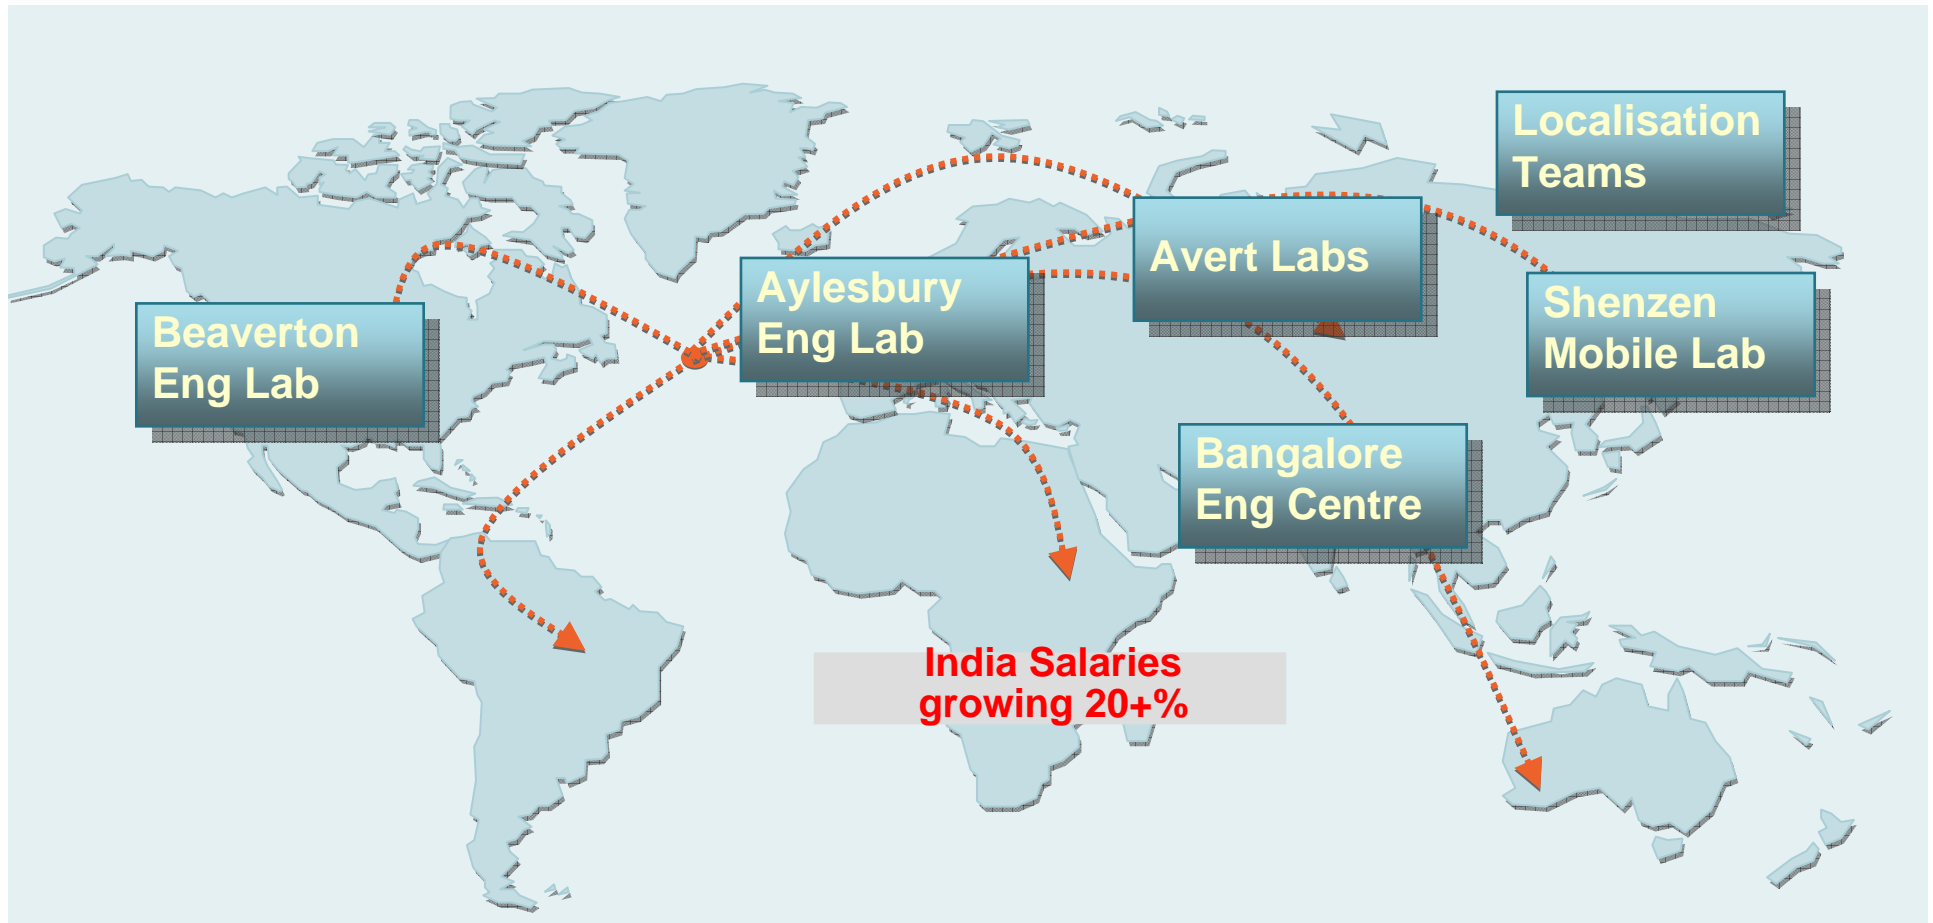 Localisation
Teams
Avert Labs
Aylesbury
Eng Lab
Shenzen
Mobile Lab
Beaverton
Eng Lab
Bangalore
Eng Centre
India Salaries
growing 20+%